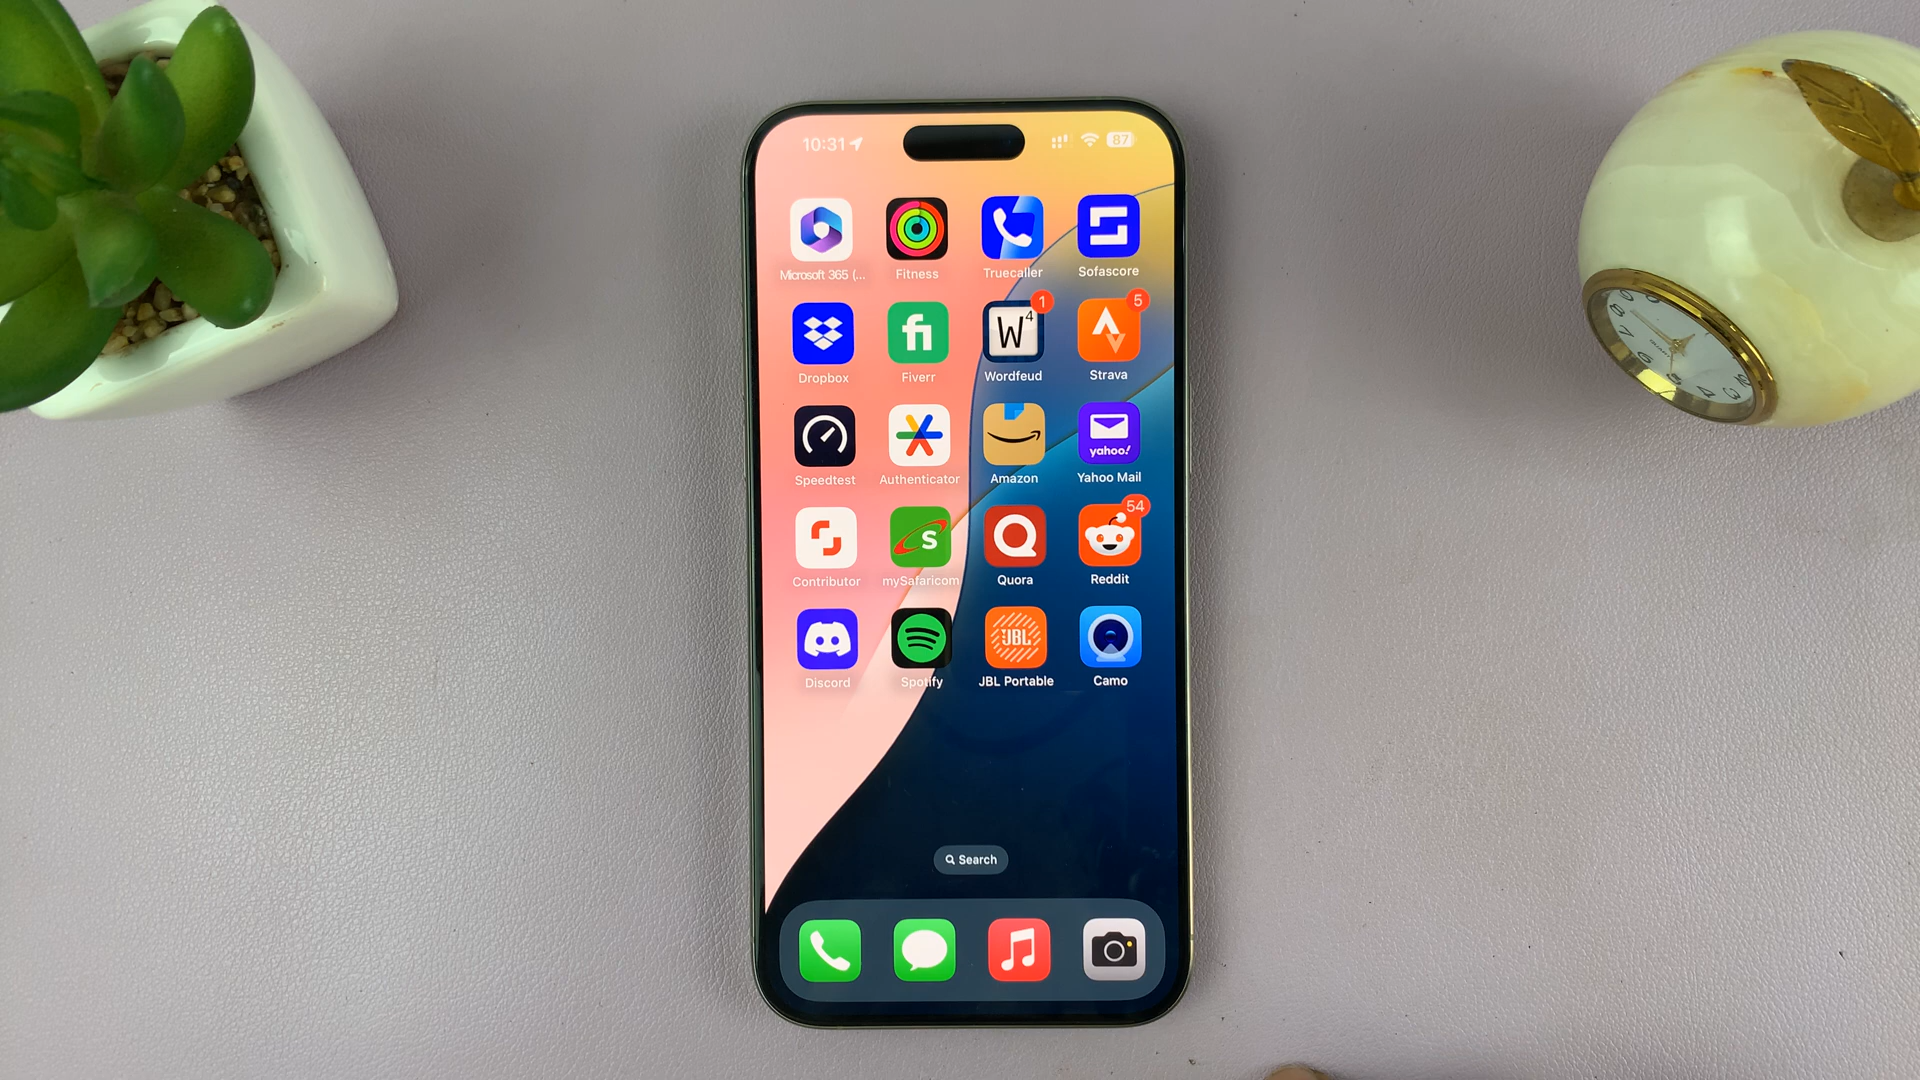 10:31 87
Microsoft 365 (... Fitness Truecaller Sofascore
1 5
W4
Dropbox Fiverr Wordfeud Strava
yahoo!
Speedtest Authenticator Amazon Yahoo Mail
54
S
Contributor mySafaricom Quora Reddit
JBL
Discord Spotify JBL Portable Camo
Search